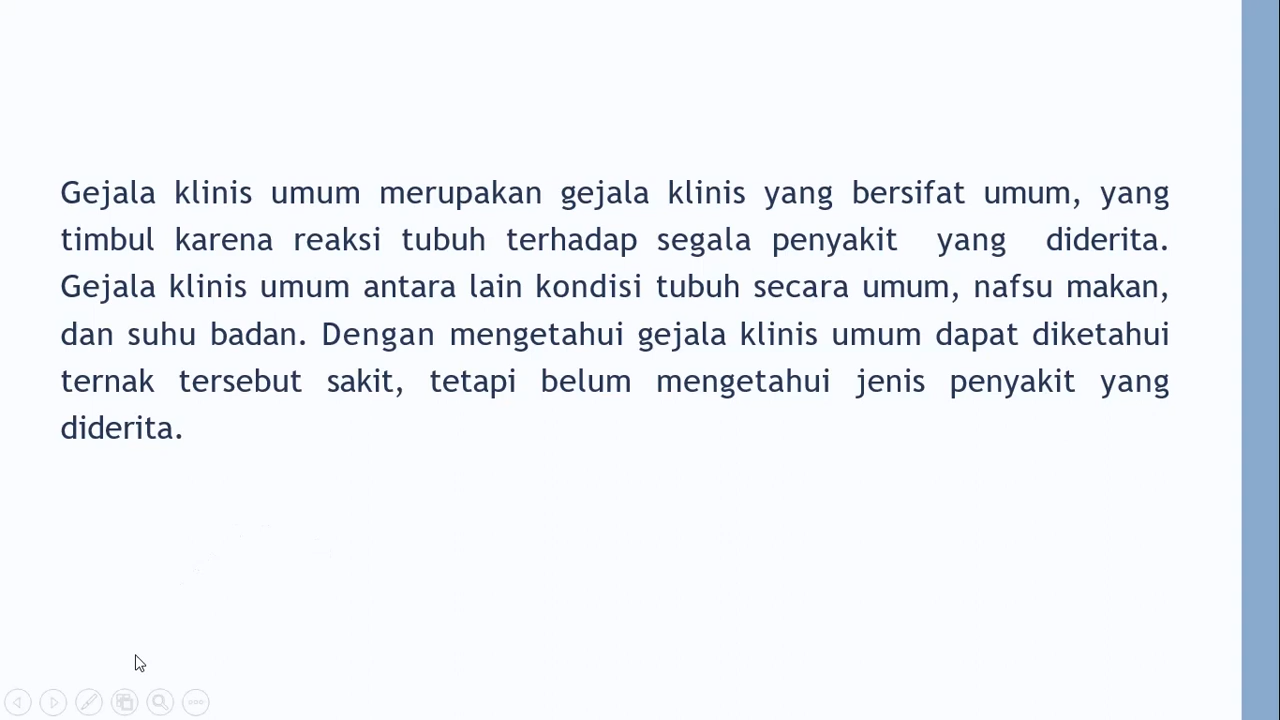 Gejala klinis umum merupakan gejala klinis yang bersifat umum, yang
timbul karena reaksi tubuh terhadap segala penyakit yang diderita.
Gejala klinis umum antara lain kondisi tubuh secara umum, nafsu makan,
dan suhu badan. Dengan mengetahui gejala klinis umum dapat diketahui
ternak tersebut sakit, tetapi belum mengetahui jenis penyakit yang
diderita.